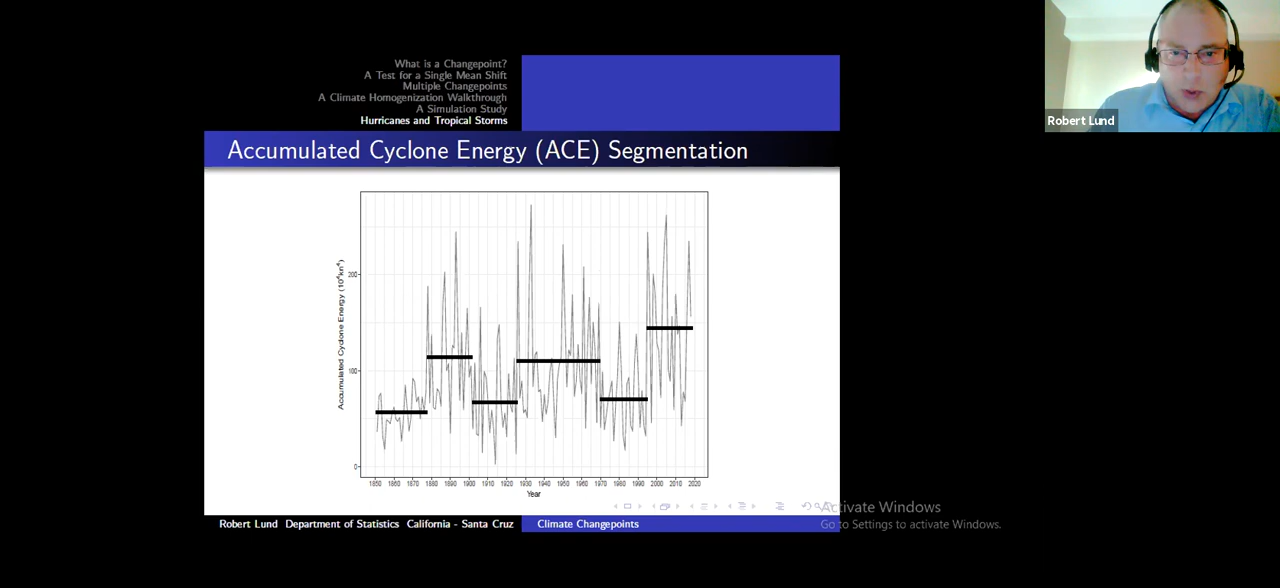 What is a Changepoint?
A Test for a Single Mean Shift
Multiple Changepoints
A Climate Homogenization Walkthrough
A Simulation Study
Hurricanes and Tropical Storms
Robert Lund
Accumulated Cyclone Energy (ACE) Segmentation
Accumulated Cyclone Energy (10⁴kn²)
200
100
0
1850 1860 1870 1880 1890 1900 1910 1920 1930 1940 1950 1960 1970 1980 1990 2000 2010 2020
Year
Activate Windows
Go to Settings to activate Windows.
Robert Lund Department of Statistics California - Santa Cruz
Climate Changepoints